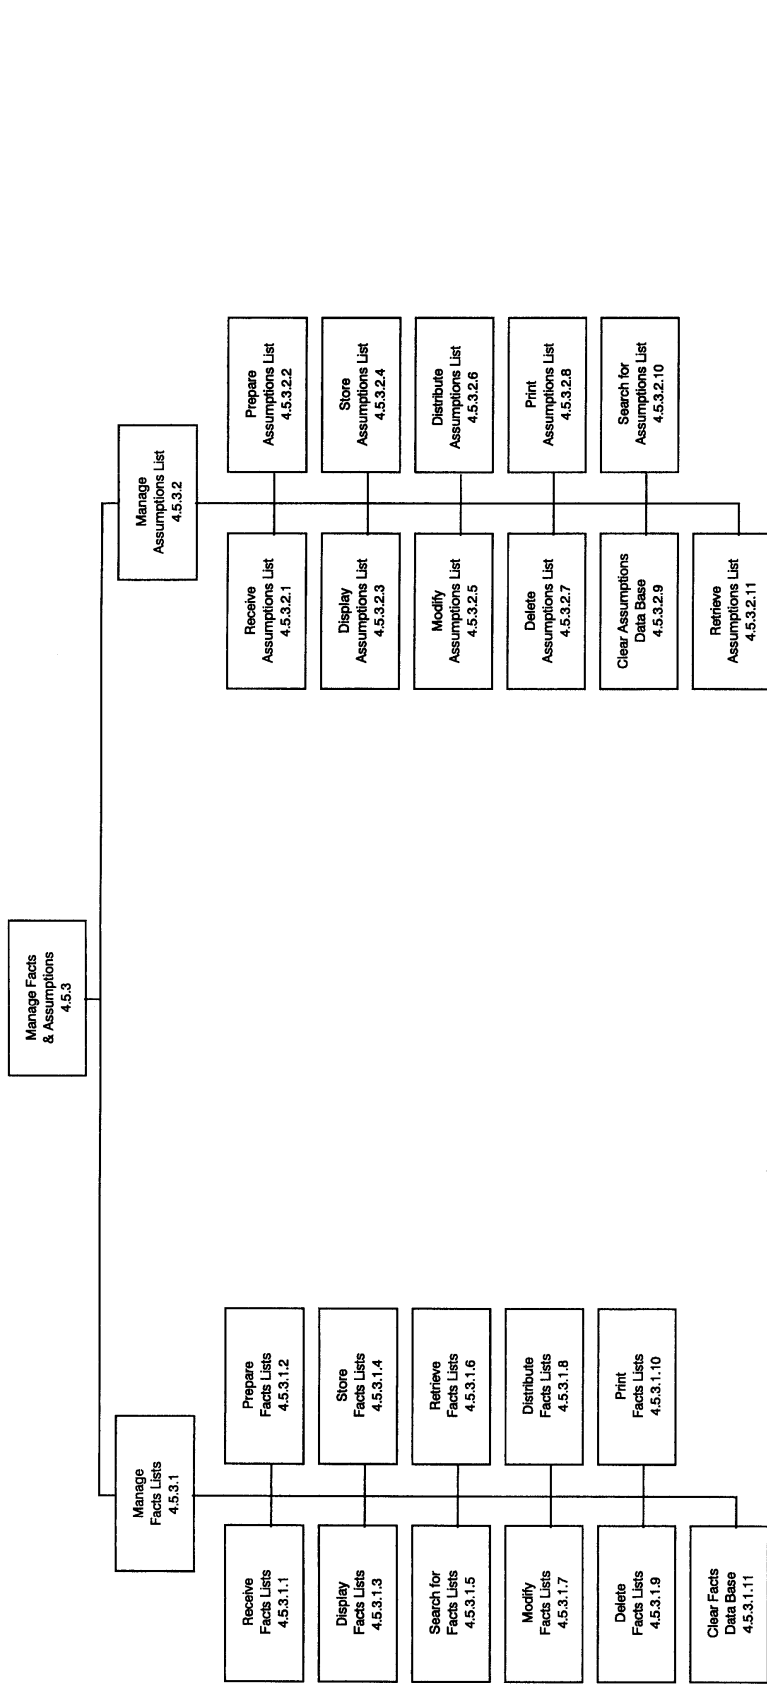 Manage Facts
& Assumptions
4.5.3
Manage
Facts Lists
4.5.3.1
Receive
Facts Lists
4.5.3.1.1
Prepare
Facts Lists
4.5.3.1.2
Display
Facts Lists
4.5.3.1.3
Store
Facts Lists
4.5.3.1.4
Search for
Facts Lists
4.5.3.1.5
Retrieve
Facts Lists
4.5.3.1.6
Modify
Facts Lists
4.5.3.1.7
Distribute
Facts Lists
4.5.3.1.8
Delete
Facts Lists
4.5.3.1.9
Print
Facts Lists
4.5.3.1.10
Clear Facts
Data Base
4.5.3.1.11
Manage
Assumptions List
4.5.3.2
Receive
Assumptions List
4.5.3.2.1
Prepare
Assumptions List
4.5.3.2.2
Display
Assumptions List
4.5.3.2.3
Store
Assumptions List
4.5.3.2.4
Modify
Assumptions List
4.5.3.2.5
Distribute
Assumptions List
4.5.3.2.6
Delete
Assumptions List
4.5.3.2.7
Print
Assumptions List
4.5.3.2.8
Clear Assumptions
Data Base
4.5.3.2.9
Search for
Assumptions List
4.5.3.2.10
Retrieve
Assumptions List
4.5.3.2.11